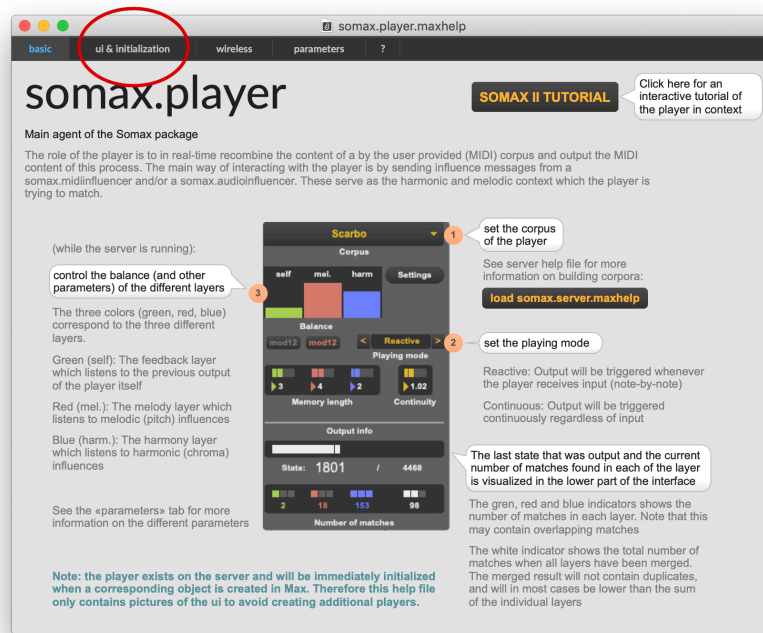 somax.player.maxhelp
basic
ui & initialization
wireless
parameters
?
somax.player
SOMAX II TUTORIAL
Click here for an
interactive tutorial of
the player in context
Main agent of the Somax package
The role of the player is to in real-time recombine the content of a by the user provided (MIDI) corpus and output the MIDI
content of this process. The main way of interacting with the player is by sending influence messages from a
somax.midiinfluencer and/or a somax.audioinfluencer. These serve as the harmonic and melodic context which the player is
trying to match.
(while the server is running):
control the balance (and other
parameters) of the different layers
3
The three colors (green, red, blue)
correspond to the three different
layers.
Green (self): The feedback layer
which listens to the previous output
of the player itself
Red (mel.): The melody layer which
listens to melodic (pitch) influences
Blue (harm.): The harmony layer
which listens to harmonic (chroma)
influences
See the «parameters» tab for more
information on the different parameters
Scarbo
1
Corpus
self mel. harm Settings
Balance
mod12 mod12 < Reactive >
2
Playing mode
3 4 2 1.02
Memory length Continuity
Output info
State: 1801 / 4468
2 18 153 98
Number of matches
set the corpus
of the player
See server help file for more
information on building corpora:
load somax.server.maxhelp
set the playing mode
Reactive: Output will be triggered whenever
the player receives input (note-by-note)
Continuous: Output will be triggered
continuously regardless of input
The last state that was output and the current
number of matches found in each of the layer
is visualized in the lower part of the interface
The gren, red and blue indicators shows the
number of matches in each layer. Note that this
may contain overlapping matches
The white indicator shows the total number of
matches when all layers have been merged.
The merged result will not contain duplicates,
and will in most cases be lower than the sum
of the individual layers
Note: the player exists on the server and will be immediately initialized
when a corresponding object is created in Max. Therefore this help file
only contains pictures of the ui to avoid creating additional players.